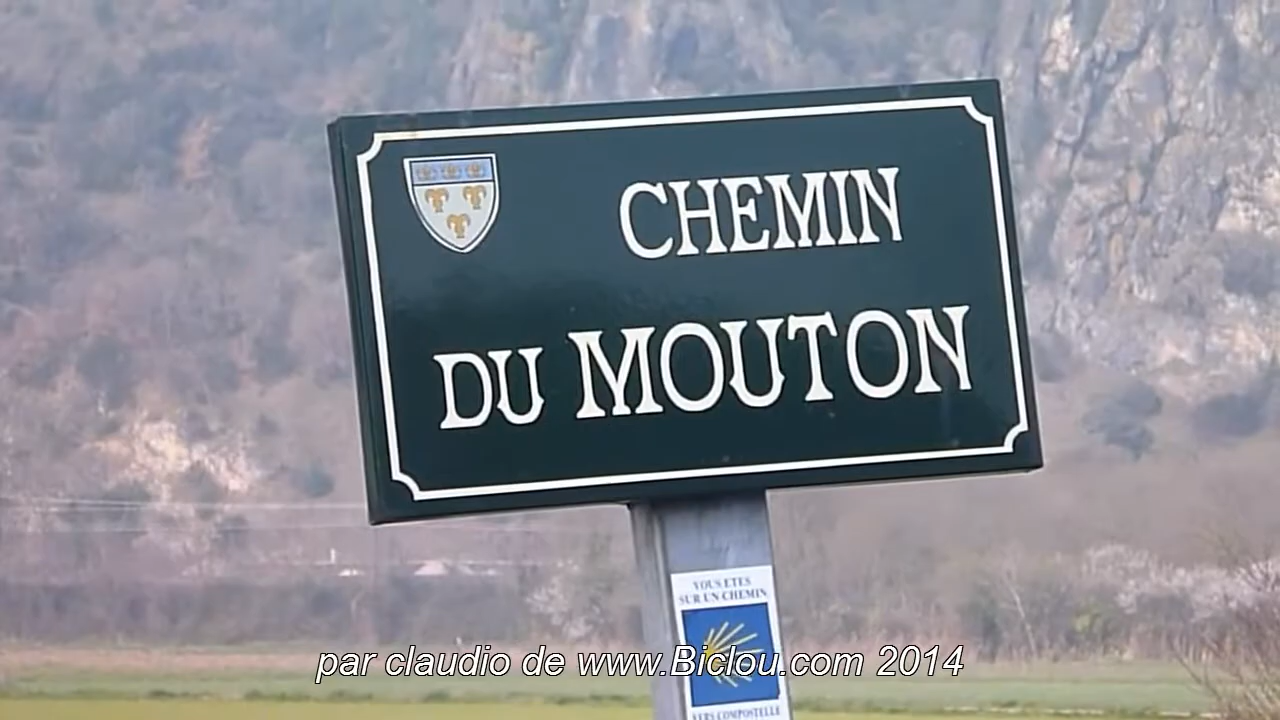 CHEMIN
DU MOUTON
VOUS ETES
SUR UN CHEMIN
par claudio de www.Biclou.com 2014
VERS COMPOSTELLE